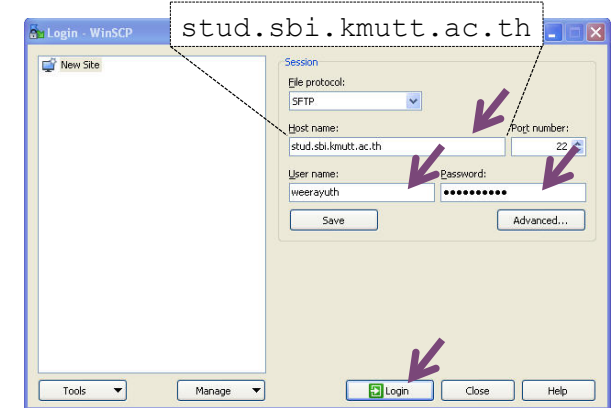 Login - WinSCP
stud.sbi.kmutt.ac.th
New Site
Session
File protocol:
SFTP
Host name:
Port number:
stud.sbi.kmutt.ac.th
22
User name:
Password:
weerayuth
●●●●●●●●●●
Save
Advanced...
Tools
Manage
Login
Close
Help